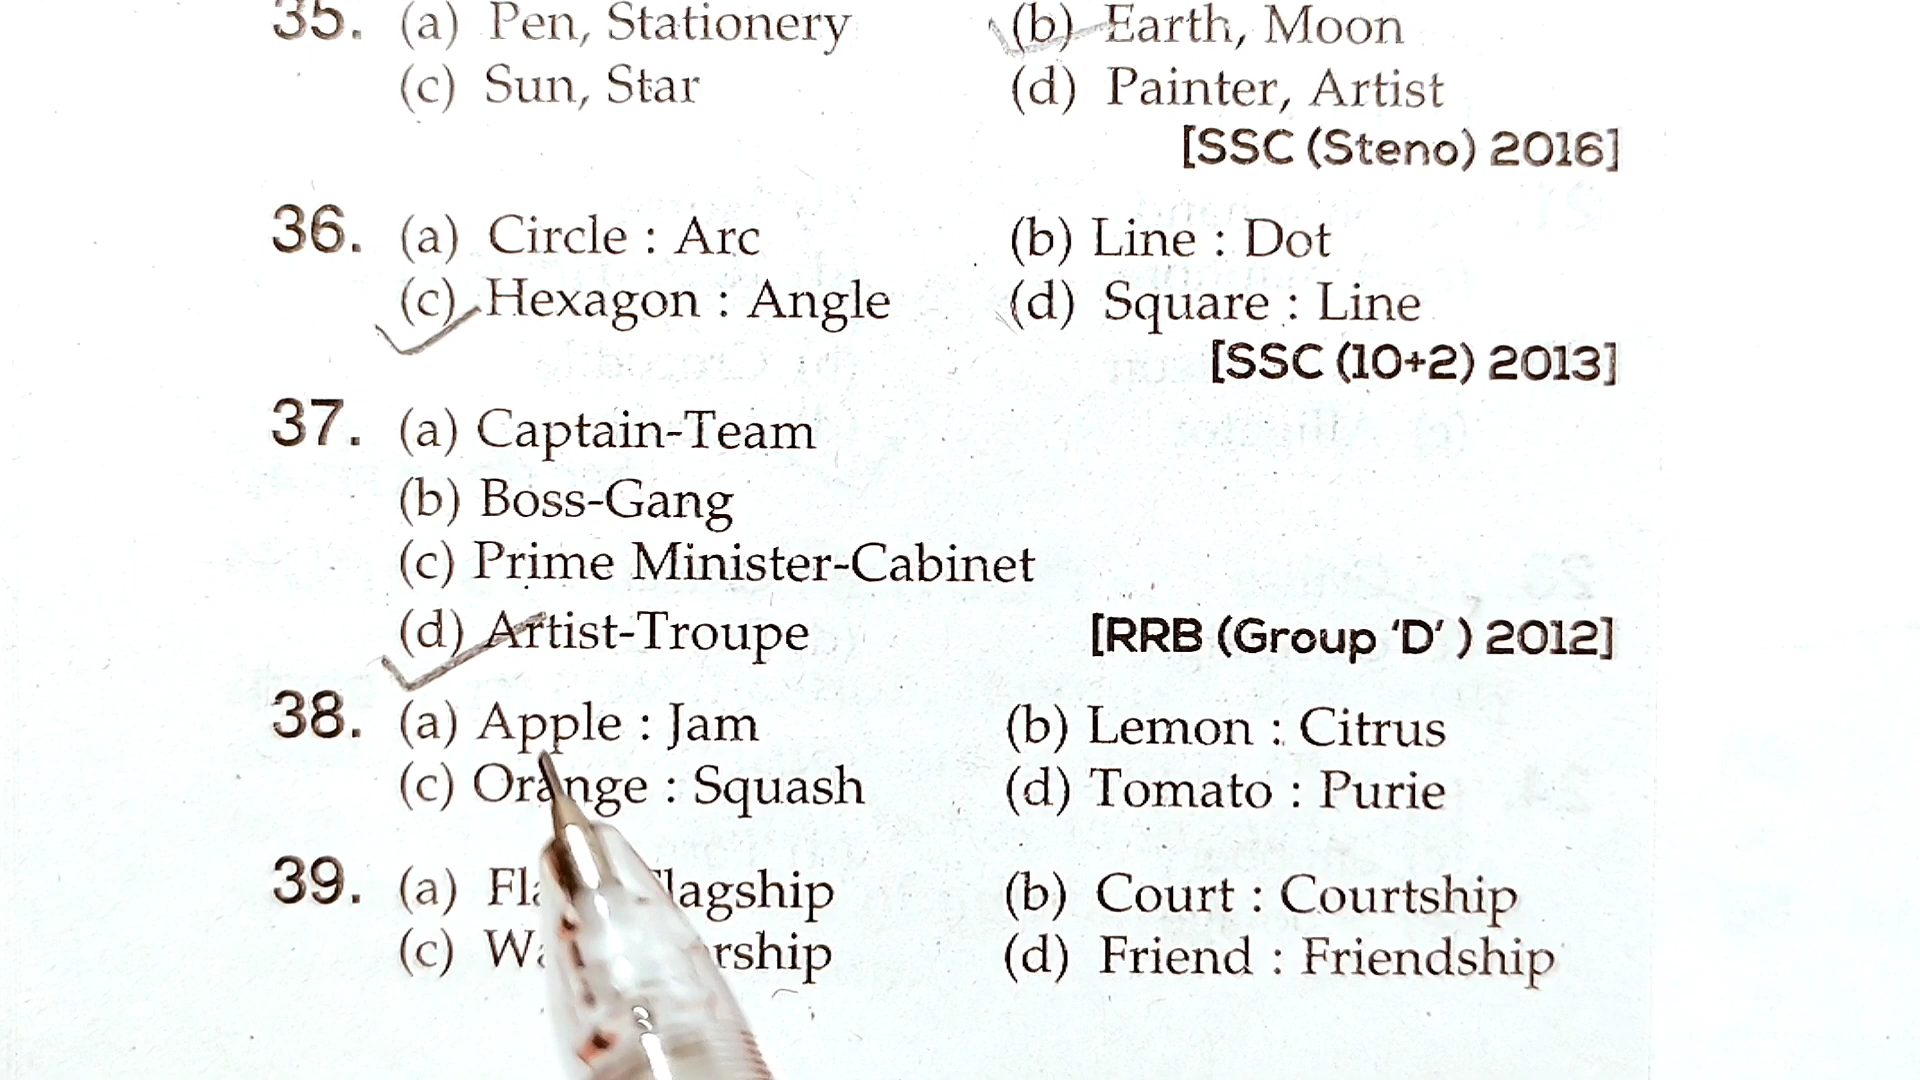 35. (a) Pen, Stationery (b) Earth, Moon
(c) Sun, Star (d) Painter, Artist
[SSC (Steno) 2016]
36. (a) Circle : Arc (b) Line : Dot
(c) Hexagon : Angle (d) Square : Line
[SSC (10+2) 2013]
37. (a) Captain-Team
(b) Boss-Gang
(c) Prime Minister-Cabinet
(d) Artist-Troupe [RRB (Group 'D' ) 2012]
38. (a) Apple : Jam (b) Lemon : Citrus
(c) Orange : Squash (d) Tomato : Purie
39. (a) lagship (b) Court : Courtship
(c) rship (d) Friend : Friendship